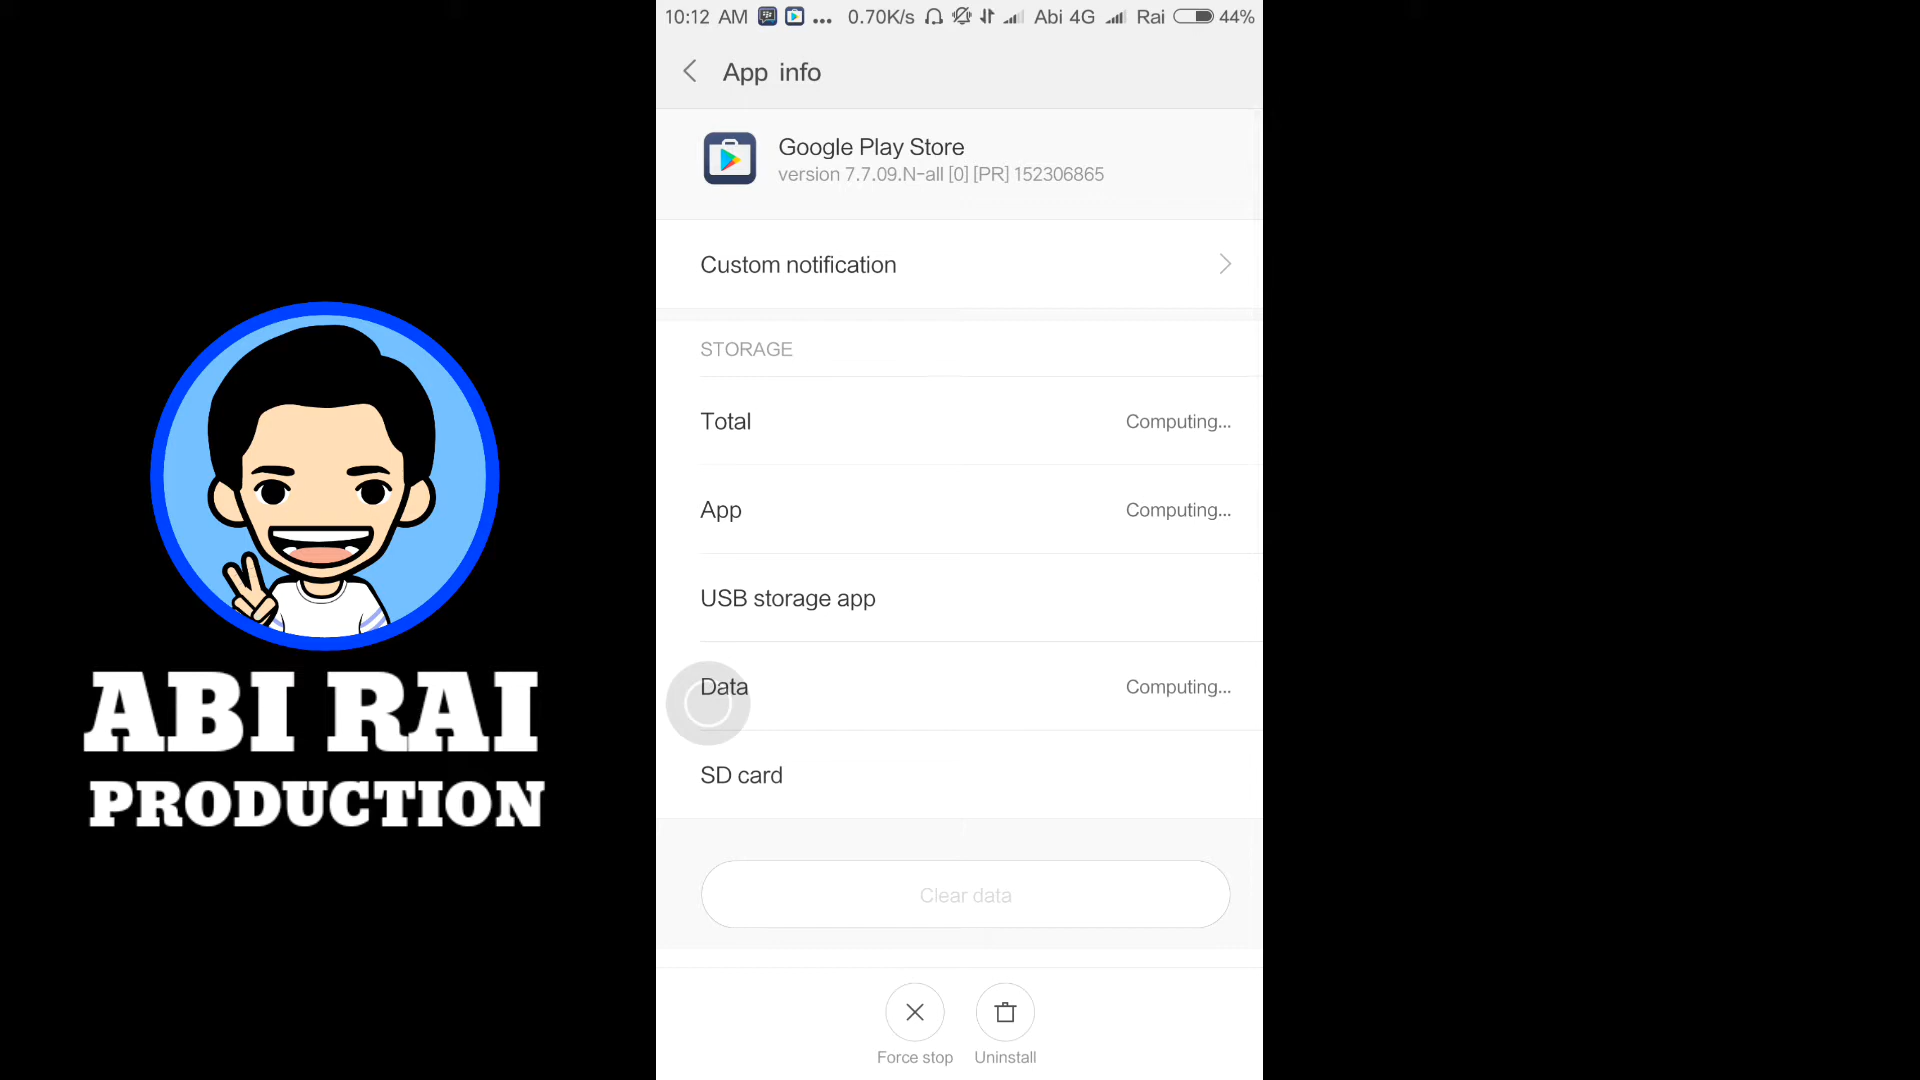 10:12 AM ... 0.70K/s Abi 4G Rai 44%
App info
Google Play Store
version 7.7.09.N-all [0] [PR] 152306865
Custom notification
STORAGE
Total Computing...
App Computing...
USB storage app
Data Computing...
SD card
Clear data
Force stop Uninstall
ABI RAI
PRODUCTION